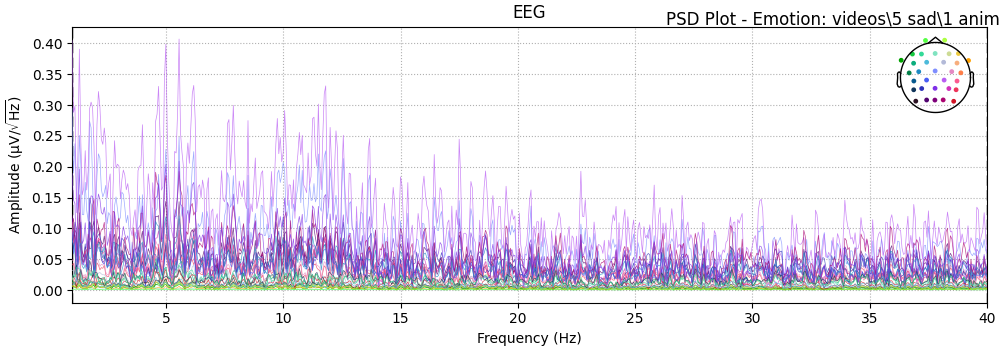 EEG
PSD Plot - Emotion: videos\5 sad\1 anim
0.40
0.35
0.30
0.25
0.20
0.15
0.10
0.05
0.00
Amplitude (µV/√Hz)
5 10 15 20 25 30 35 40
Frequency (Hz)